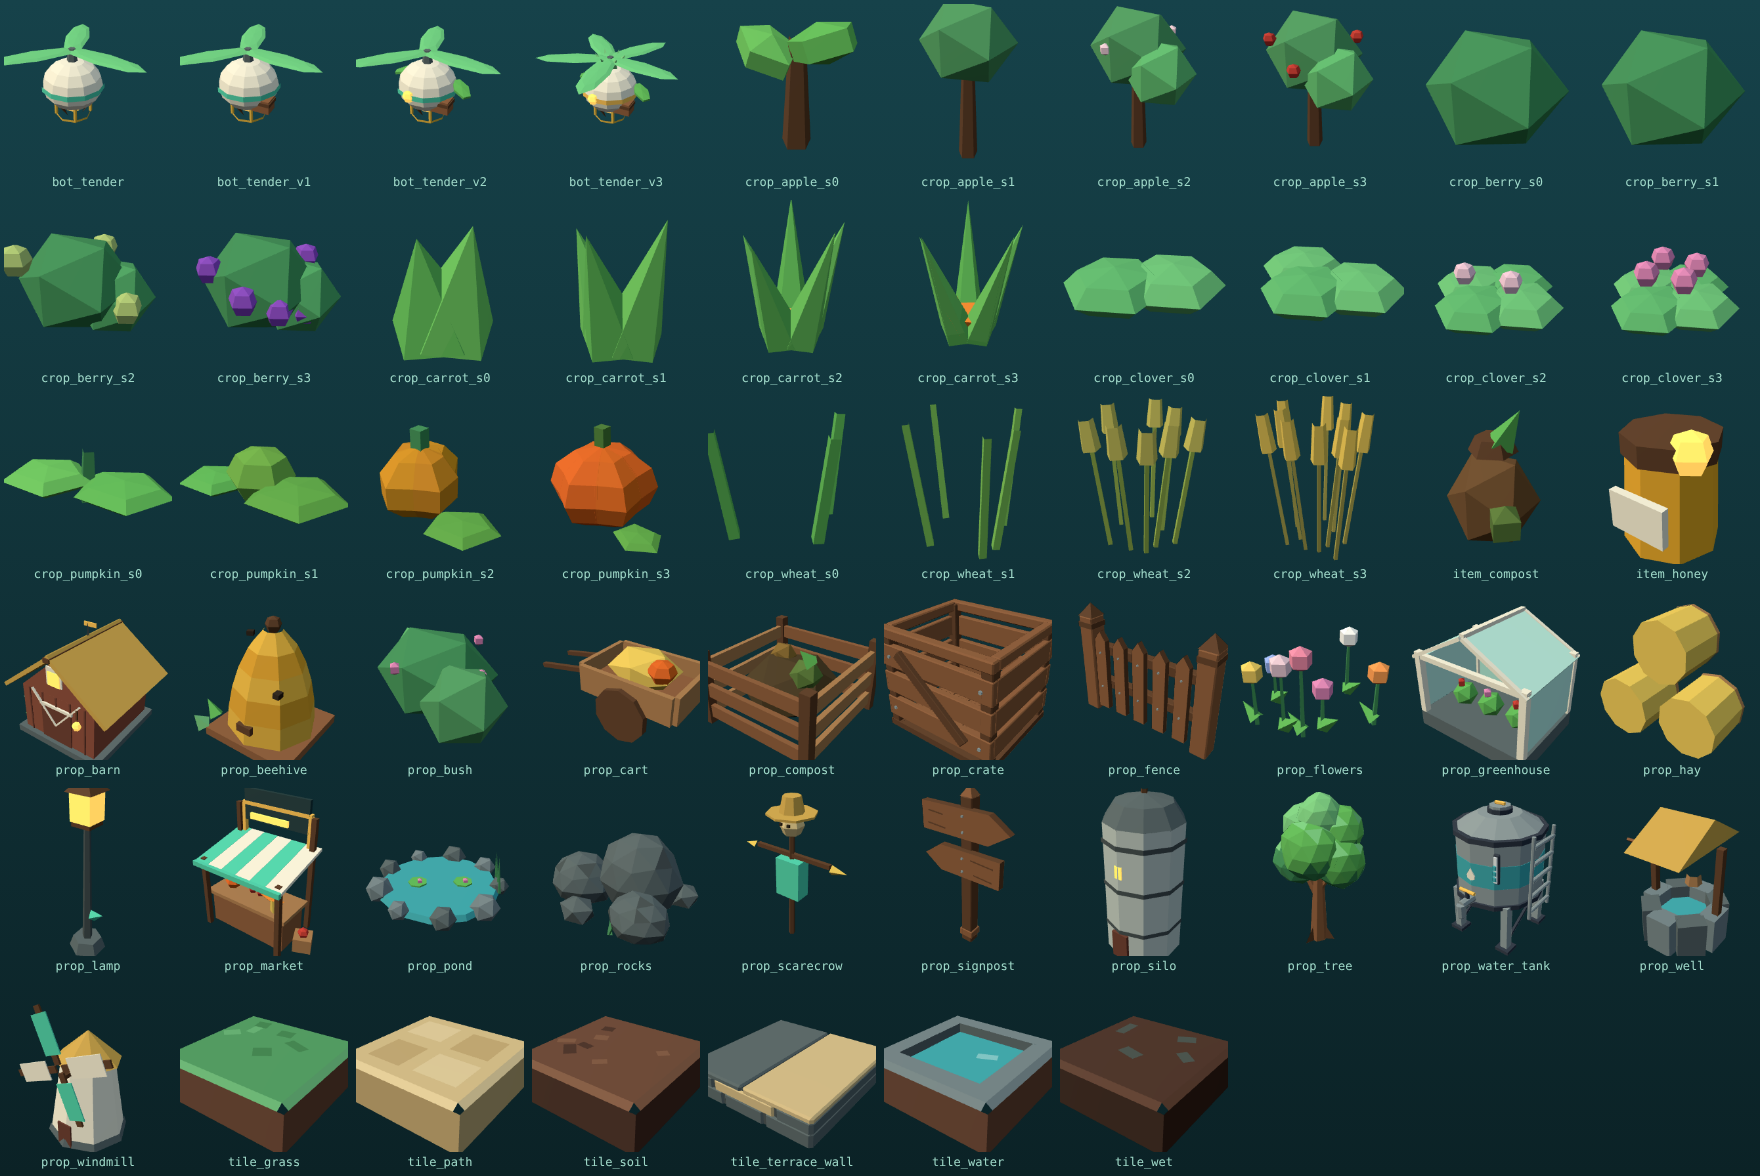 bot_tender bot_tender_v1 bot_tender_v2 bot_tender_v3 crop_apple_s0 crop_apple_s1 crop_apple_s2 crop_apple_s3 crop_berry_s0 crop_berry_s1
crop_berry_s2 crop_berry_s3 crop_carrot_s0 crop_carrot_s1 crop_carrot_s2 crop_carrot_s3 crop_clover_s0 crop_clover_s1 crop_clover_s2 crop_clover_s3
crop_pumpkin_s0 crop_pumpkin_s1 crop_pumpkin_s2 crop_pumpkin_s3 crop_wheat_s0 crop_wheat_s1 crop_wheat_s2 crop_wheat_s3 item_compost item_honey
prop_barn prop_beehive prop_bush prop_cart prop_compost prop_crate prop_fence prop_flowers prop_greenhouse prop_hay
prop_lamp prop_market prop_pond prop_rocks prop_scarecrow prop_signpost prop_silo prop_tree prop_water_tank prop_well
prop_windmill tile_grass tile_path tile_soil tile_terrace_wall tile_water tile_wet